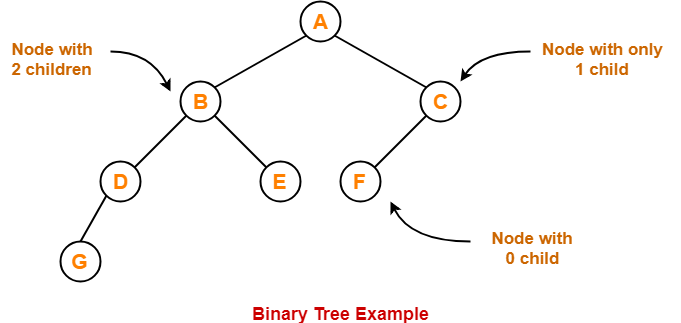 A
Node with
2 children
Node with only
1 child
B
C
D
E
F
Node with
0 child
G
Binary Tree Example